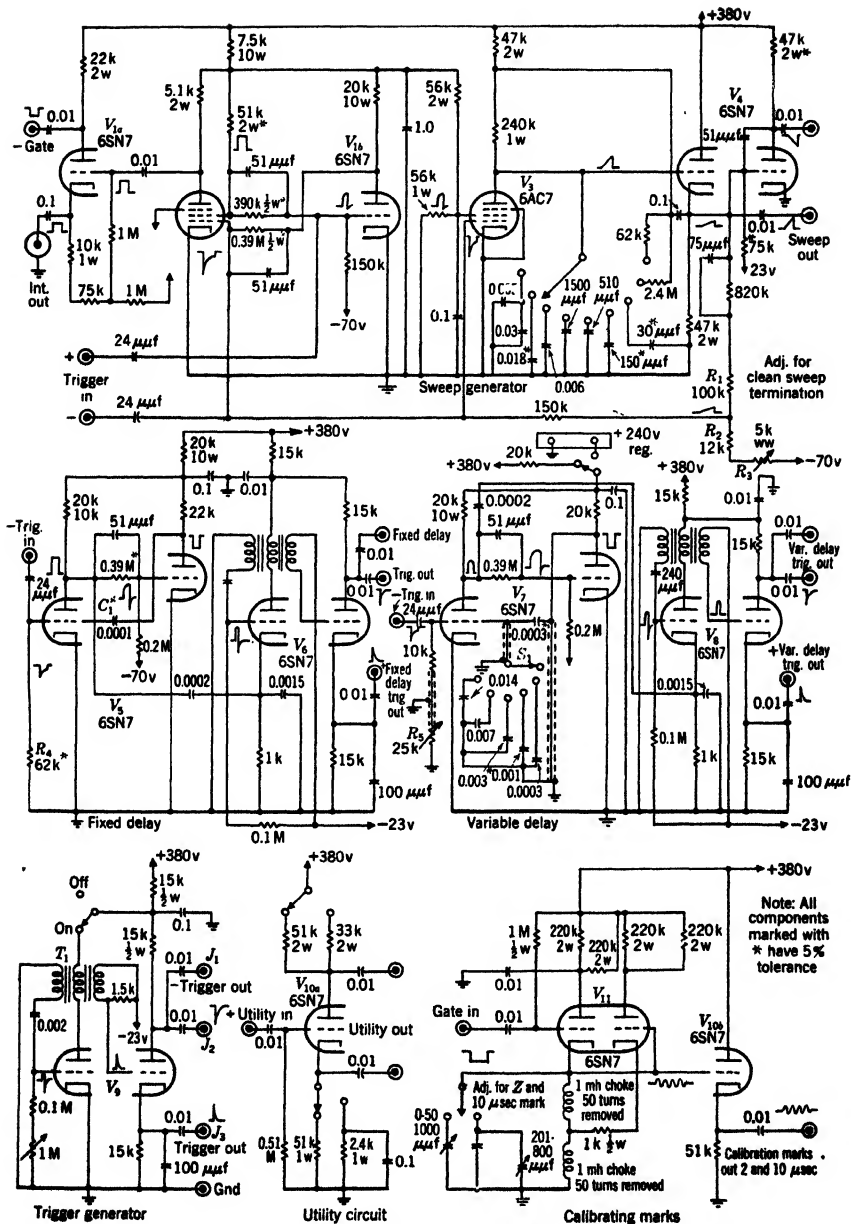 +380v
22k
2w
7.5k
10w
47k
2w
47k
2w*
5.1k
2w
51k
2w*
20k
10w
56k
2w
240k
1w
V1a
6SN7
0.01
-Gate
0.01
51μμf
V1b
6SN7
1.0
56k
1w
V3
6AC7
V4
6SN7
51μμf
0.01
0.1
390k ½w*
0.39M ½w
51μμf
Int. out
10k
1w
1M
75k
1M
150k
-70v
0.1
0.1
62k
2.4M
0.01
Sweep
out
75μμf
75k
23v
820k
1500
μμf
510
μμf
0.03
0.018*
0.006
150*μμf
30*
μμf
47k
2w
+
24 μμf
Trigger
in
-
24 μμf
Sweep generator
150k
R1
100k
Adj. for
clean sweep
termination
R2
12k
5k
ww
R3
-70v
+380v
20k
10w
15k
0.1
0.01
20k
10k
22k
15k
-Trig.
in
51μμf
0.39M
*
24
μμf
C1*
0.0001
0.2M
-70v
V5
6SN7
0.0002
0.0015
V6
6SN7
Fixed delay
0.01
Trig. out
0.01
Fixed
delay
trig
out
0.01
R4
62k*
1k
15k
100 μμf
Fixed delay
0.1M
-23v
+240v
reg.
20k
+380v
20k
10w
0.0002
51μμf
0.39M
20k
0.1
V7
6SN7
-Trig. in
24μμf
0.0003
0.2M
10k
S1
0.014
0.007
R5
25k
0.003
0.001
0.0003
Variable delay
+380v
15k
0.01
15k
240
μμf
V8
6SN7
0.01
Var. delay
trig. out
0.01
+Var. delay
trig. out
0.0015
0.01
0.1M
1k
15k
100 μμf
-23v
Off
On
+380v
15k
½w
0.1
T1
15k
½w
1.5k
0.01
J1
-Trigger out
0.01
J2
0.002
-23v
V9
0.1M
1M
15k
0.01
J3
Trigger out
100 μμf
Gnd
Trigger generator
+380v
51k
2w
33k
2w
V10a
6SN7
0.01
+ Utility in
0.01
Utility out
0.01
0.51
M
51k
1w
2.4k
1w
0.1
Utility circuit
+380v
1M
½w
220k
2w
220k
2w
220k
2w
220k
2w
Note: All
components
marked with
* have 5%
tolerance
0.01
Gate in
0.01
V11
6SN7
V10b
6SN7
Adj. for Z and
10 μsec mark
1 mh choke
50 turns
removed
0-50
1000
μμf
201-
800
μμf
1k ½w
1 mh choke
50 turns removed
51k
0.01
Calibration marks
out 2 and 10 μsec
Calibrating marks